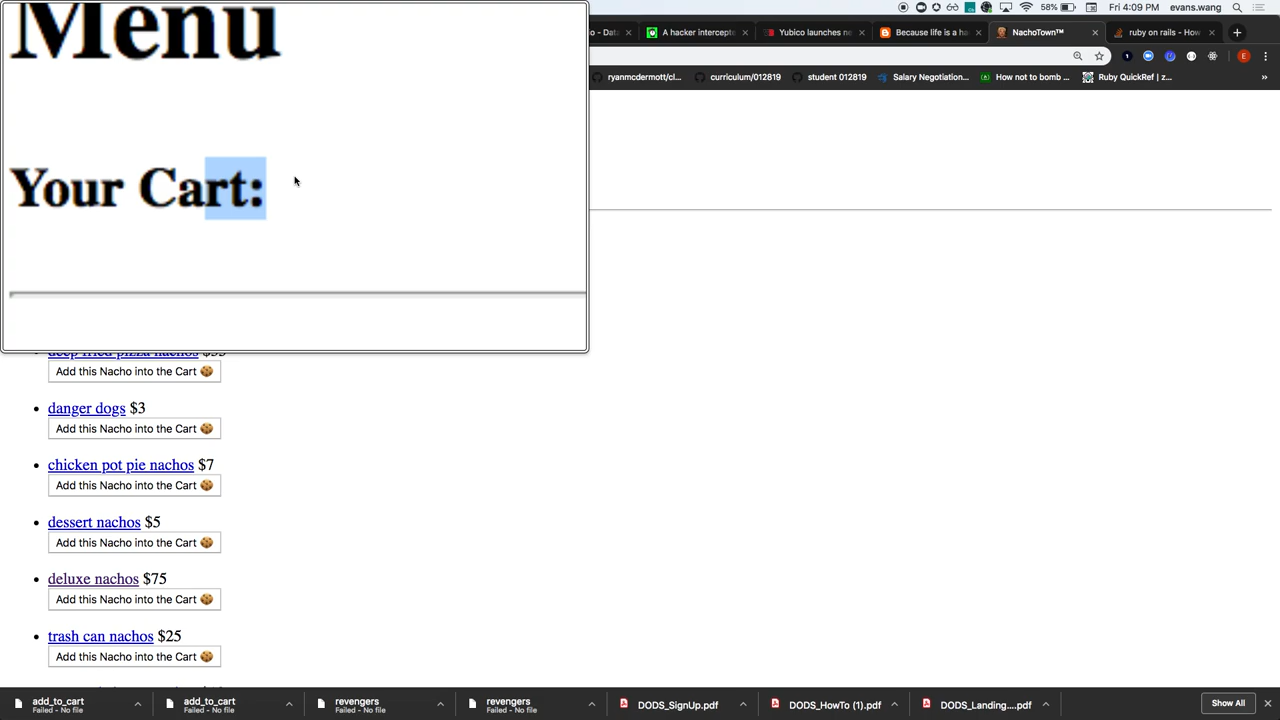 Menu
Your Cart:
58% Fri 4:09 PM evans.wang
o - Data A hacker intercepto Yubico launches ne Because life is a ha NachoTown™ ruby on rails - How
ryanmcdermott/cl... curriculum/012819 student 012819 Salary Negotiation... How not to bomb ... Ruby QuickRef | z... »
E
deep fried pizza nachos
Add this Nacho into the Cart 🍪
• danger dogs $3
Add this Nacho into the Cart 🍪
• chicken pot pie nachos $7
Add this Nacho into the Cart 🍪
• dessert nachos $5
Add this Nacho into the Cart 🍪
• deluxe nachos $75
Add this Nacho into the Cart 🍪
• trash can nachos $25
Add this Nacho into the Cart 🍪
add_to_cart add_to_cart revengers revengers DODS_SignUp.pdf DODS_HowTo (1).pdf DODS_Landing....pdf Show All
Failed - No file Failed - No file Failed - No file Failed - No file